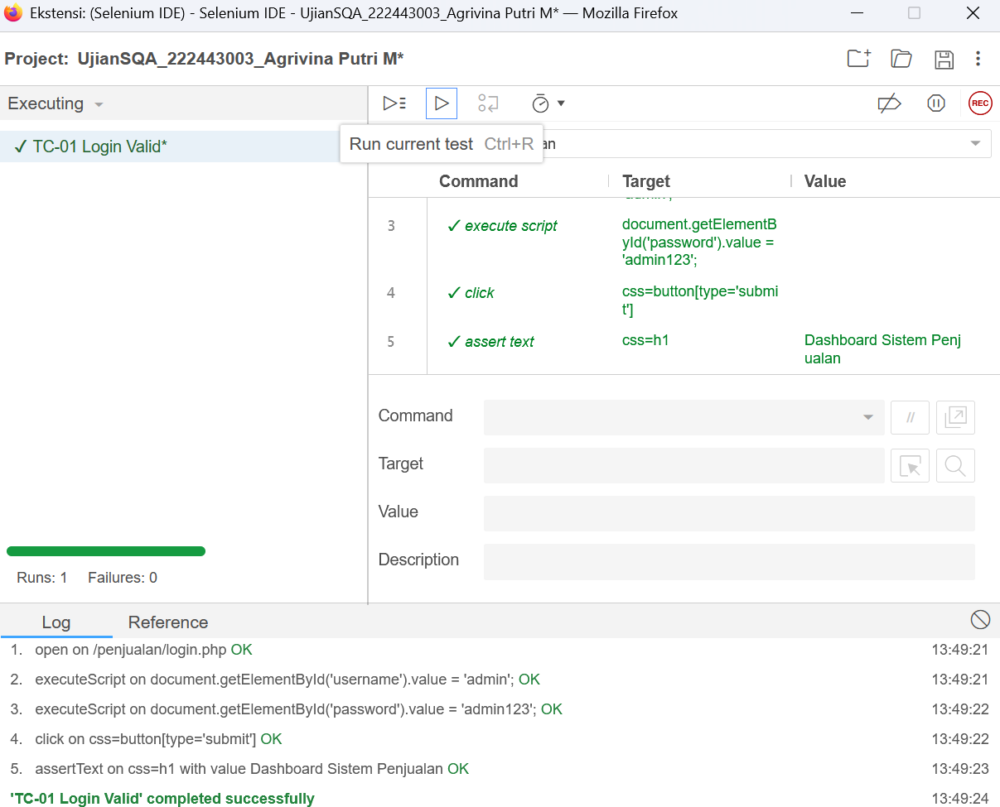 Ekstensi: (Selenium IDE) - Selenium IDE - UjianSQA_222443003_Agrivina Putri M* — Mozilla Firefox
Project: UjianSQA_222443003_Agrivina Putri M*
Executing
REC
✓ TC-01 Login Valid*
Run current test Ctrl+R
an
Command Target Value
3 ✓ execute script document.getElementB
yId('password').value =
'admin123';
4 ✓ click css=button[type='submi
t']
5 ✓ assert text css=h1 Dashboard Sistem Penj
ualan
Command //
Target
Value
Description
Runs: 1 Failures: 0
Log Reference
1. open on /penjualan/login.php OK 13:49:21
2. executeScript on document.getElementById('username').value = 'admin'; OK 13:49:21
3. executeScript on document.getElementById('password').value = 'admin123'; OK 13:49:22
4. click on css=button[type='submit'] OK 13:49:22
5. assertText on css=h1 with value Dashboard Sistem Penjualan OK 13:49:23
'TC-01 Login Valid' completed successfully 13:49:24